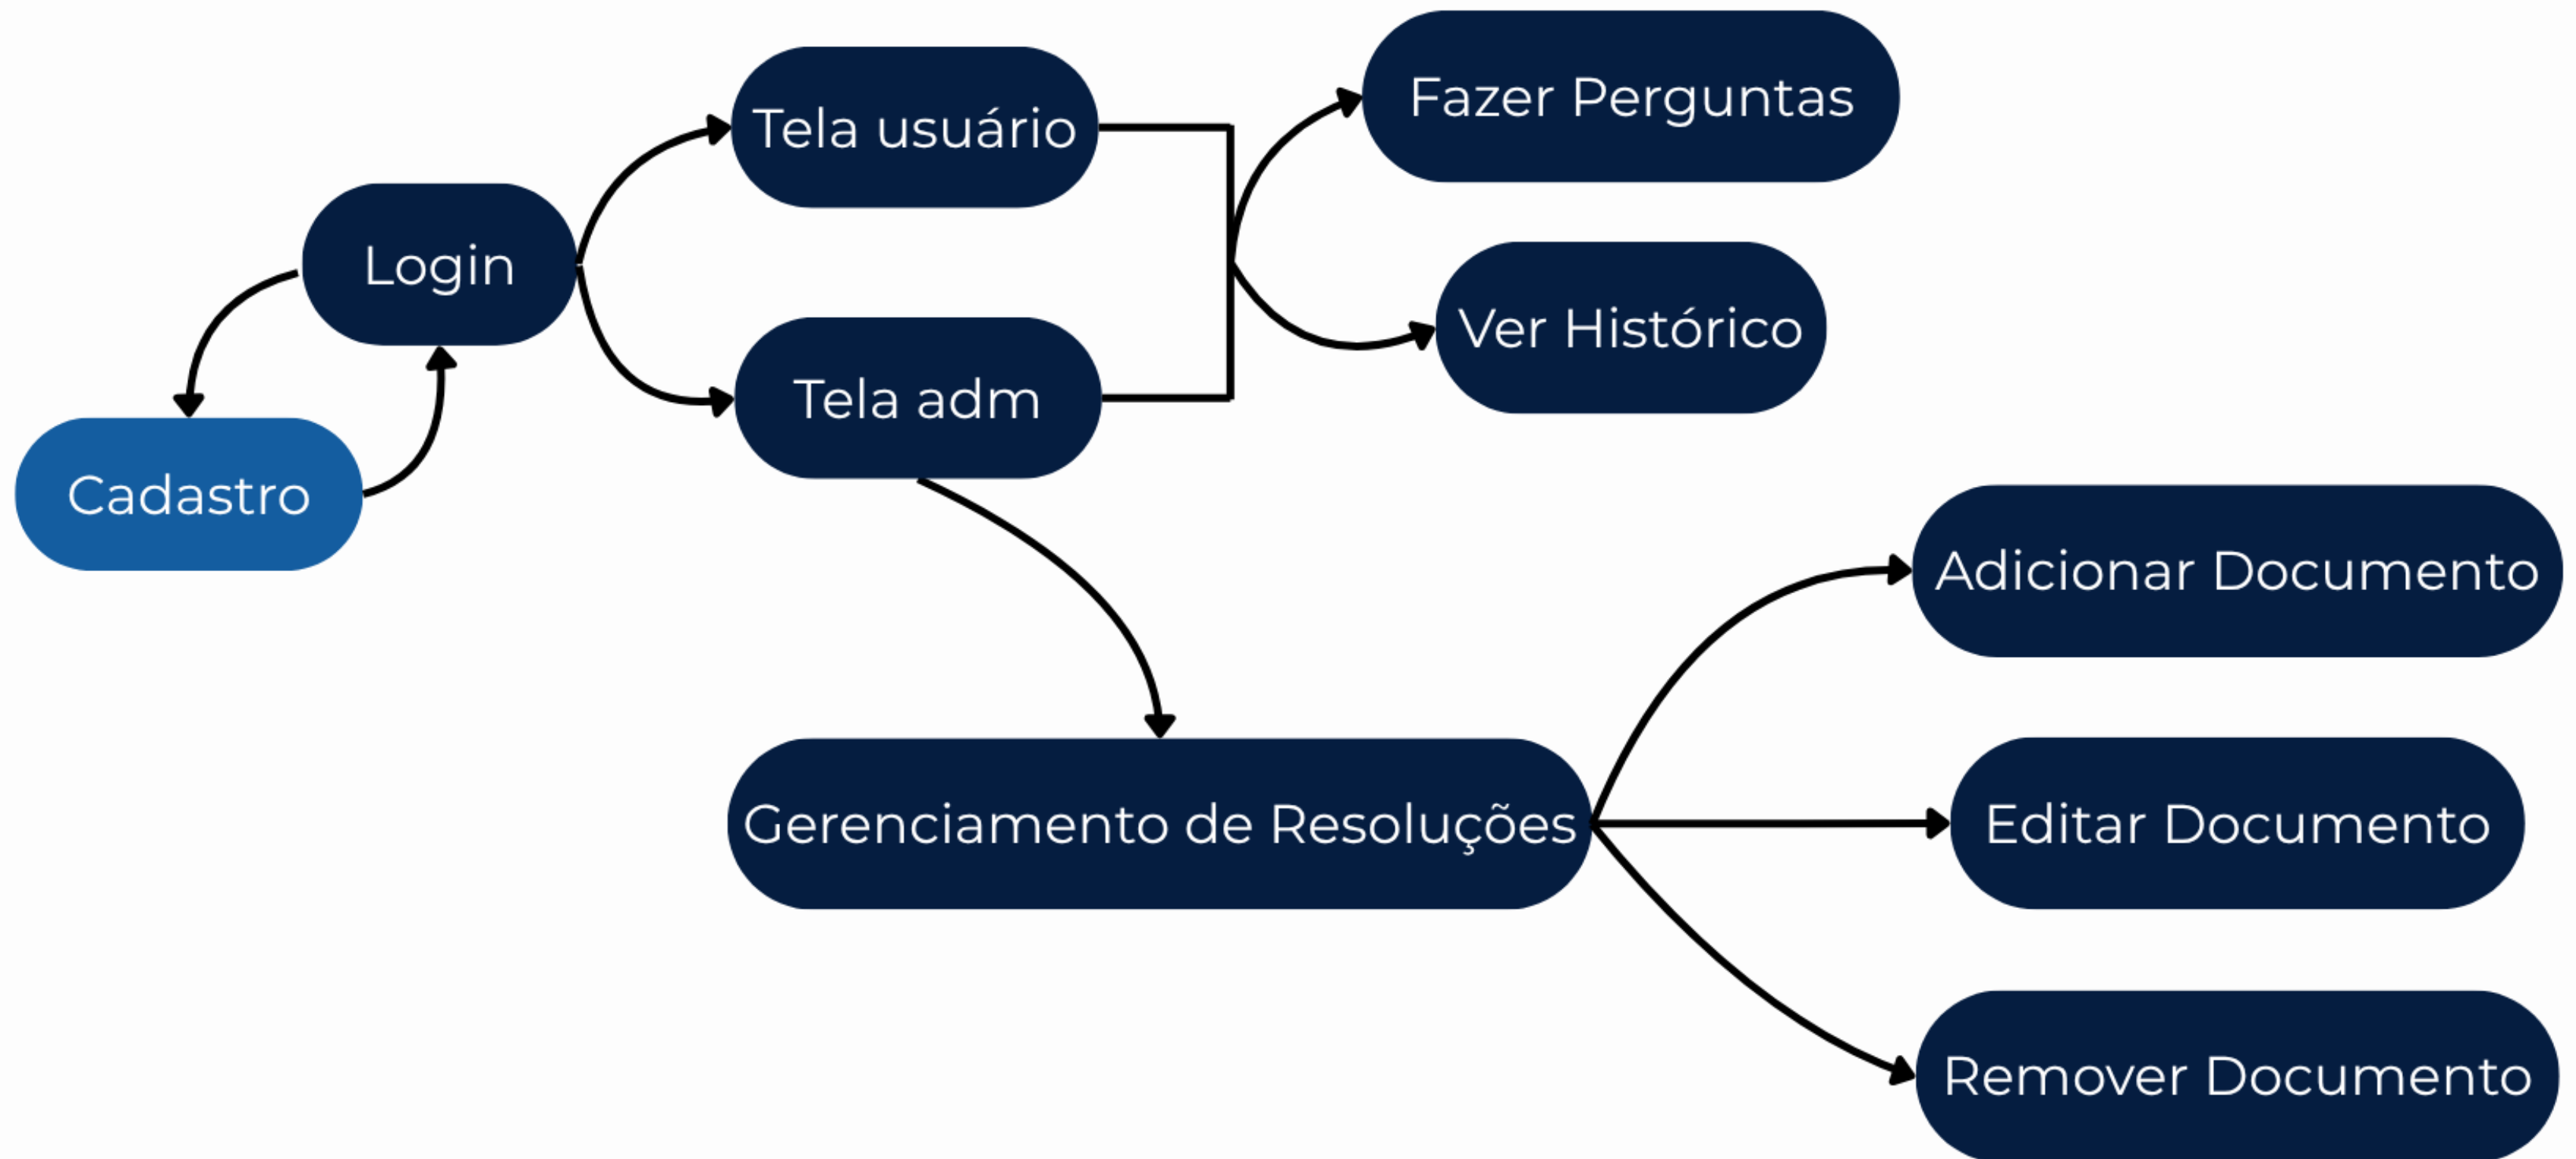 Login
Cadastro
Tela usuário
Tela adm
Fazer Perguntas
Ver Histórico
Gerenciamento de Resoluções
Adicionar Documento
Editar Documento
Remover Documento